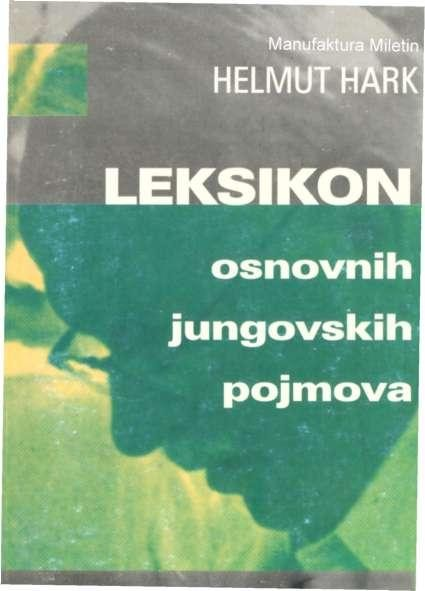 Manufaktura Miletin
HELMUT HARK
LEKSIKON
osnovnih
jungovskih
pojmova